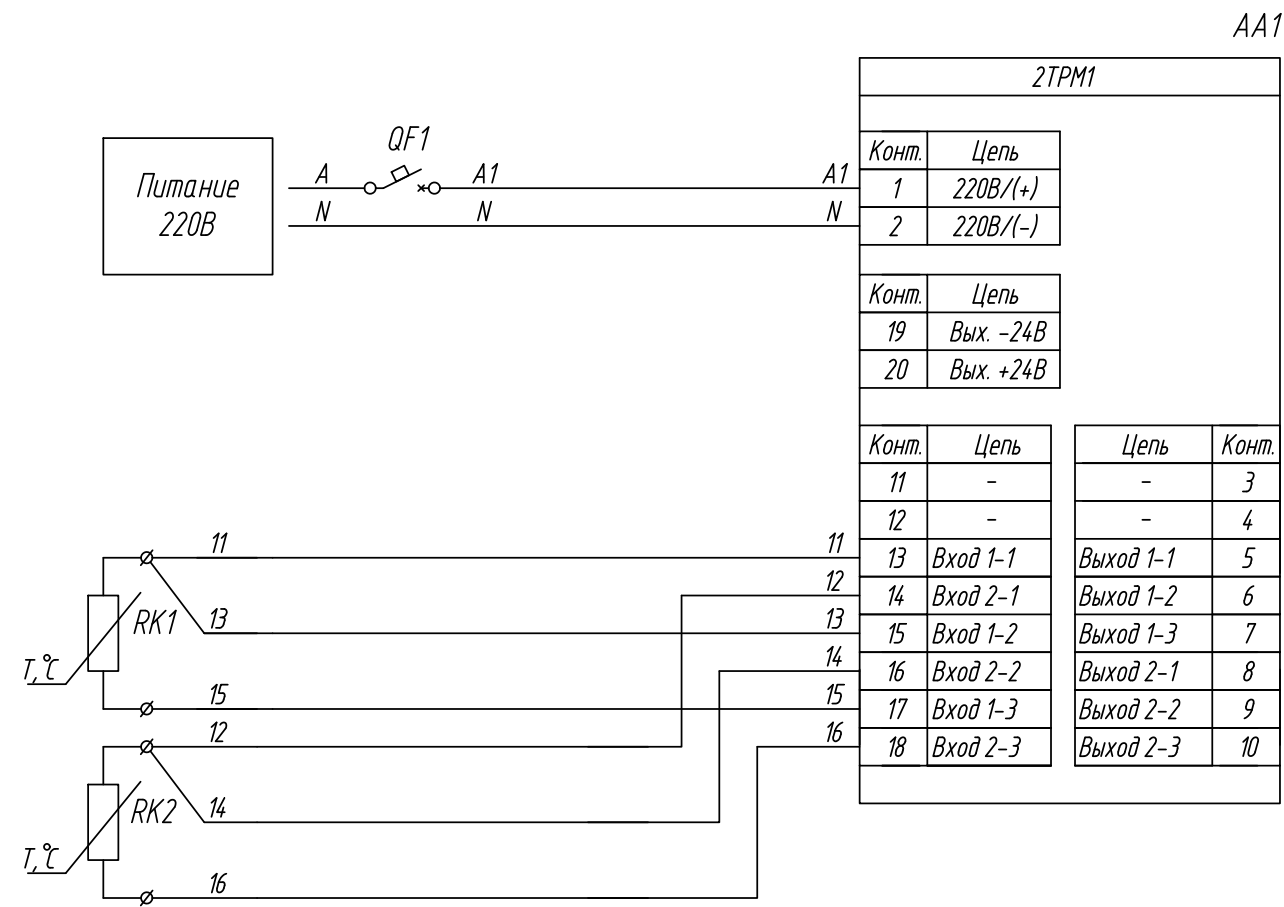 AA1
2ТРМ1
Питание
220В
QF1
A
A1
A1
N
N
N
Конт. Цепь
1 220В/(+)
2 220В/(-)
Конт. Цепь
19 Вых. -24В
20 Вых. +24В
Конт. Цепь Цепь Конт.
11 - - 3
12 - - 4
13 Вход 1-1 Выход 1-1 5
14 Вход 2-1 Выход 1-2 6
15 Вход 1-2 Выход 1-3 7
16 Вход 2-2 Выход 2-1 8
17 Вход 1-3 Выход 2-2 9
18 Вход 2-3 Выход 2-3 10
11 11
12
RK1 13 13
14
T,°C
15 15
12 16
RK2 14
T,°C
16